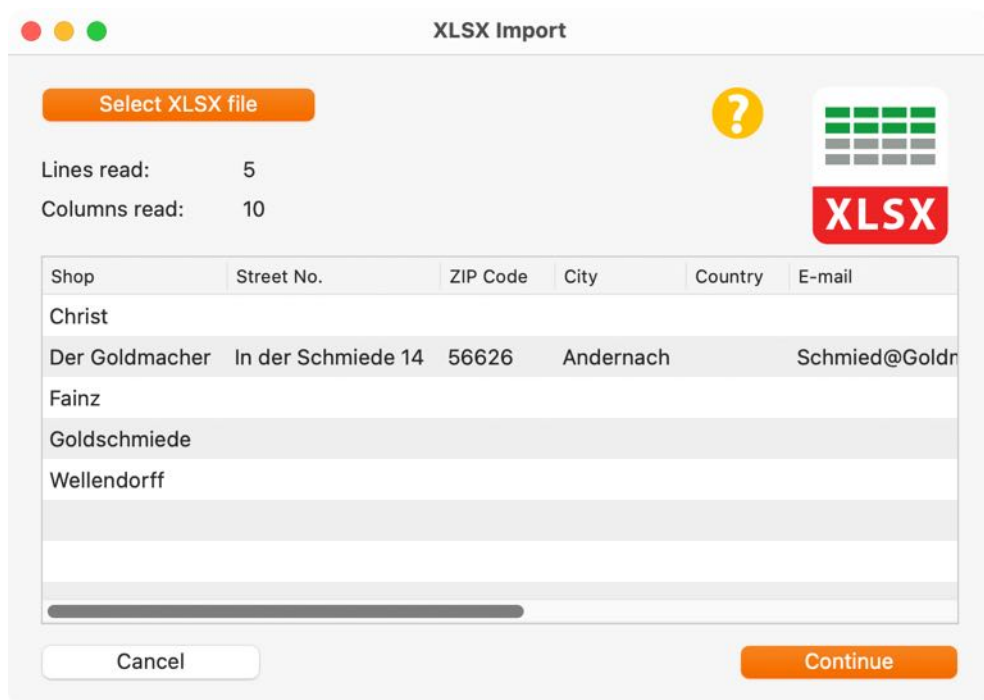 XLSX Import
Select XLSX file
?
XLSX
Lines read: 5
Columns read: 10
Shop Street No. ZIP Code City Country E-mail
Christ
Der Goldmacher In der Schmiede 14 56626 Andernach
Fainz
Goldschmiede
Wellendorff
Cancel Continue